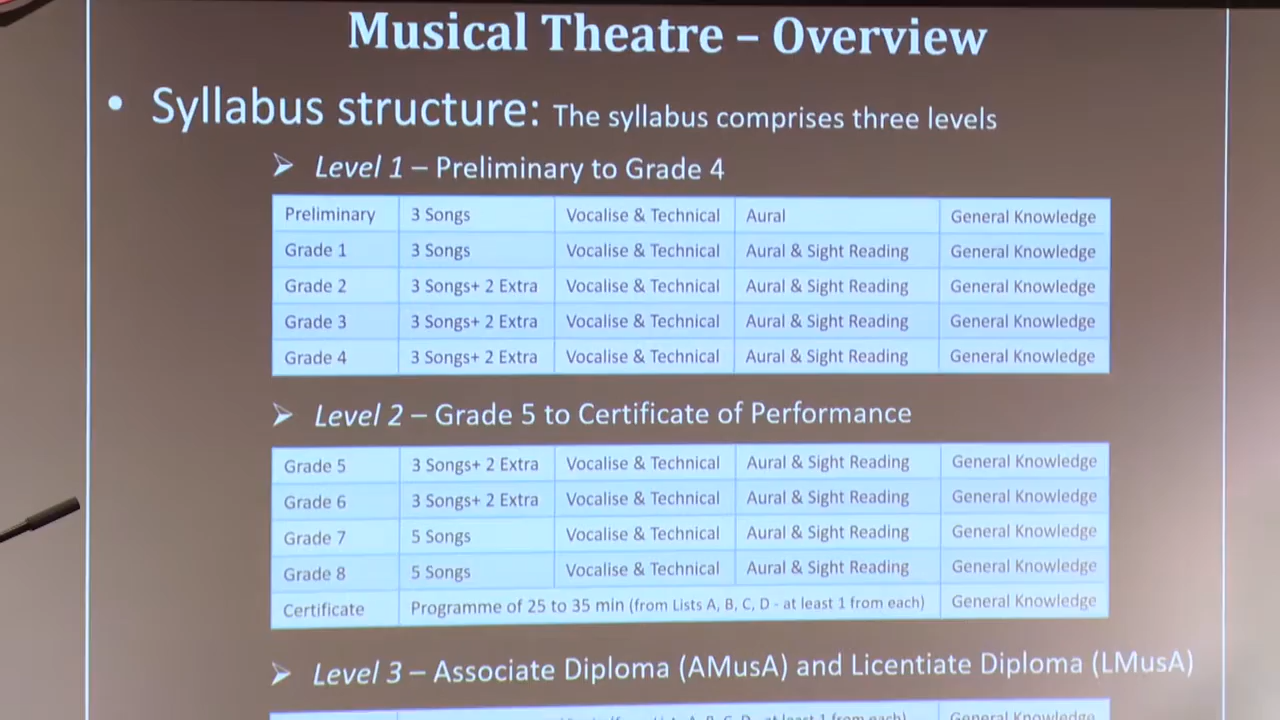 Musical Theatre – Overview
• Syllabus structure: The syllabus comprises three levels
➢ Level 1 – Preliminary to Grade 4
Preliminary 3 Songs Vocalise & Technical Aural General Knowledge
Grade 1 3 Songs Vocalise & Technical Aural & Sight Reading General Knowledge
Grade 2 3 Songs+ 2 Extra Vocalise & Technical Aural & Sight Reading General Knowledge
Grade 3 3 Songs+ 2 Extra Vocalise & Technical Aural & Sight Reading General Knowledge
Grade 4 3 Songs+ 2 Extra Vocalise & Technical Aural & Sight Reading General Knowledge
➢ Level 2 – Grade 5 to Certificate of Performance
Grade 5 3 Songs+ 2 Extra Vocalise & Technical Aural & Sight Reading General Knowledge
Grade 6 3 Songs+ 2 Extra Vocalise & Technical Aural & Sight Reading General Knowledge
Grade 7 5 Songs Vocalise & Technical Aural & Sight Reading General Knowledge
Grade 8 5 Songs Vocalise & Technical Aural & Sight Reading General Knowledge
Certificate Programme of 25 to 35 min (from Lists A, B, C, D - at least 1 from each) General Knowledge
➢ Level 3 – Associate Diploma (AMusA) and Licentiate Diploma (LMusA)
A, B, C, D - at least 1 from each) General Knowledge